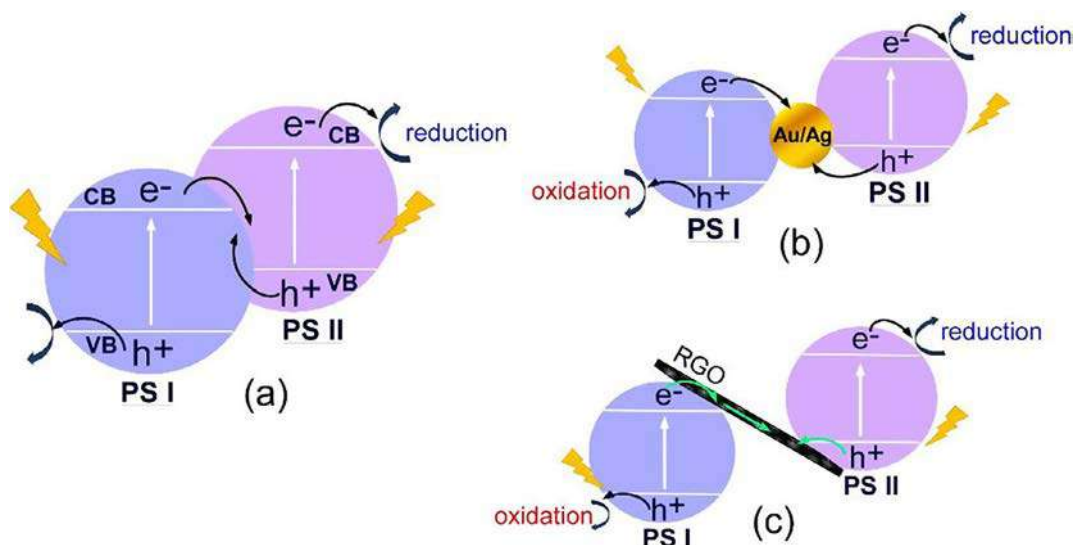 e- CB
reduction
CB e-
h+ VB
PS II
VB h+
PS I
(a)
e-
reduction
e-
Au/Ag
h+
PS II
oxidation
h+
PS I
(b)
RGO
e-
reduction
e-
h+
PS II
oxidation
h+
PS I
(c)